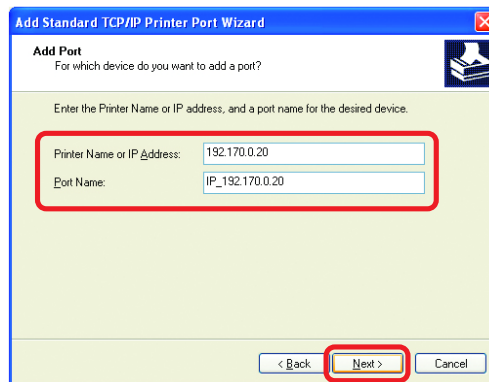 Add Standard TCP/IP Printer Port Wizard
Add Port
For which device do you want to add a port?
Enter the Printer Name or IP address, and a port name for the desired device.
Printer Name or IP Address: 192.170.0.20
Port Name: IP_192.170.0.20
< Back Next > Cancel